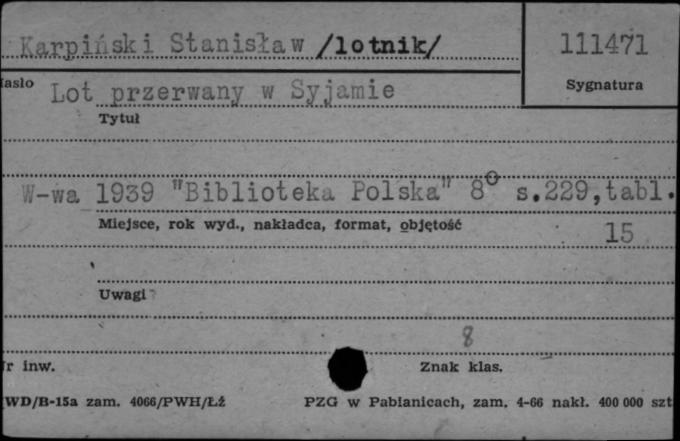 Karpiński Stanisław /lotnik/
111471
Hasło
Sygnatura
Lot przerwany w Syjamie
Tytuł
W-wa 1939 "Biblioteka Polska" 8° s.229, tabl.
Miejsce, rok wyd., nakładca, format, objętość
15
Uwagi
8
Nr inw.
Znak klas.
WD/B-15a zam. 4066/PWH/Łź
PZG w Pabianicach, zam. 4-66 nakł. 400 000 szt